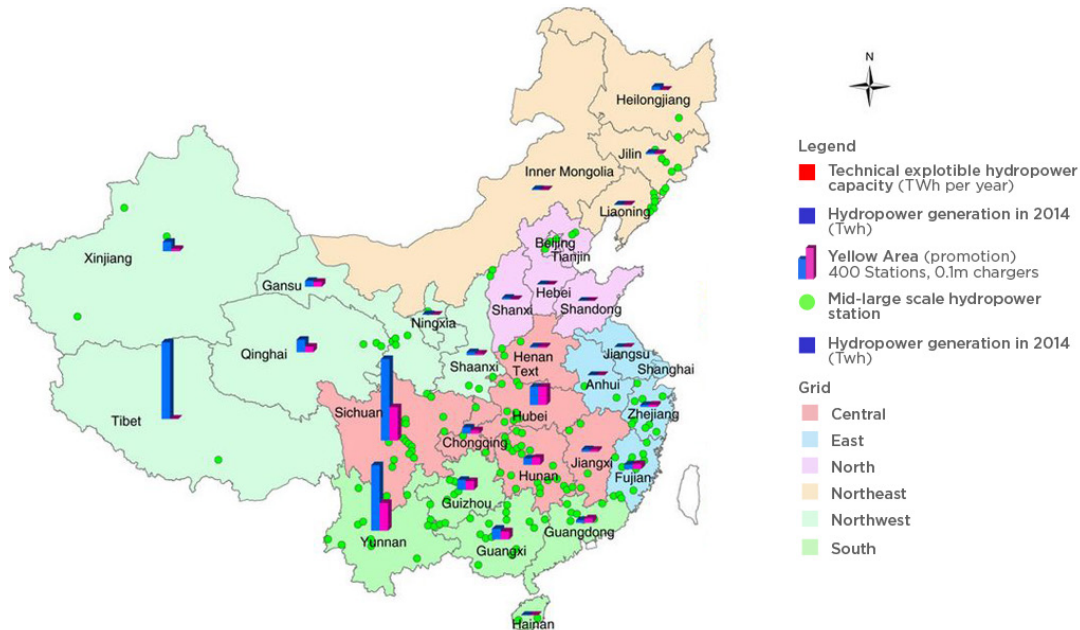 N
Heilongjiang
Jilin
Inner Mongolia
Liaoning
Beijing
Tianjin
Xinjiang
Gansu
Hebei
Shanxi
Shandong
Ningxia
Qinghai
Shaanxi
Henan
Text
Jiangsu
Shanghai
Anhui
Tibet
Sichuan
Hubei
Zhejiang
Chongqing
Jiangxi
Hunan
Fujian
Guizhou
Yunnan
Guangxi
Guangdong
Hainan
Legend
Technical explotible hydropower
capacity (TWh per year)
Hydropower generation in 2014
(Twh)
Yellow Area (promotion)
400 Stations, 0.1m chargers
Mid-large scale hydropower
station
Hydropower generation in 2014
(Twh)
Grid
Central
East
North
Northeast
Northwest
South